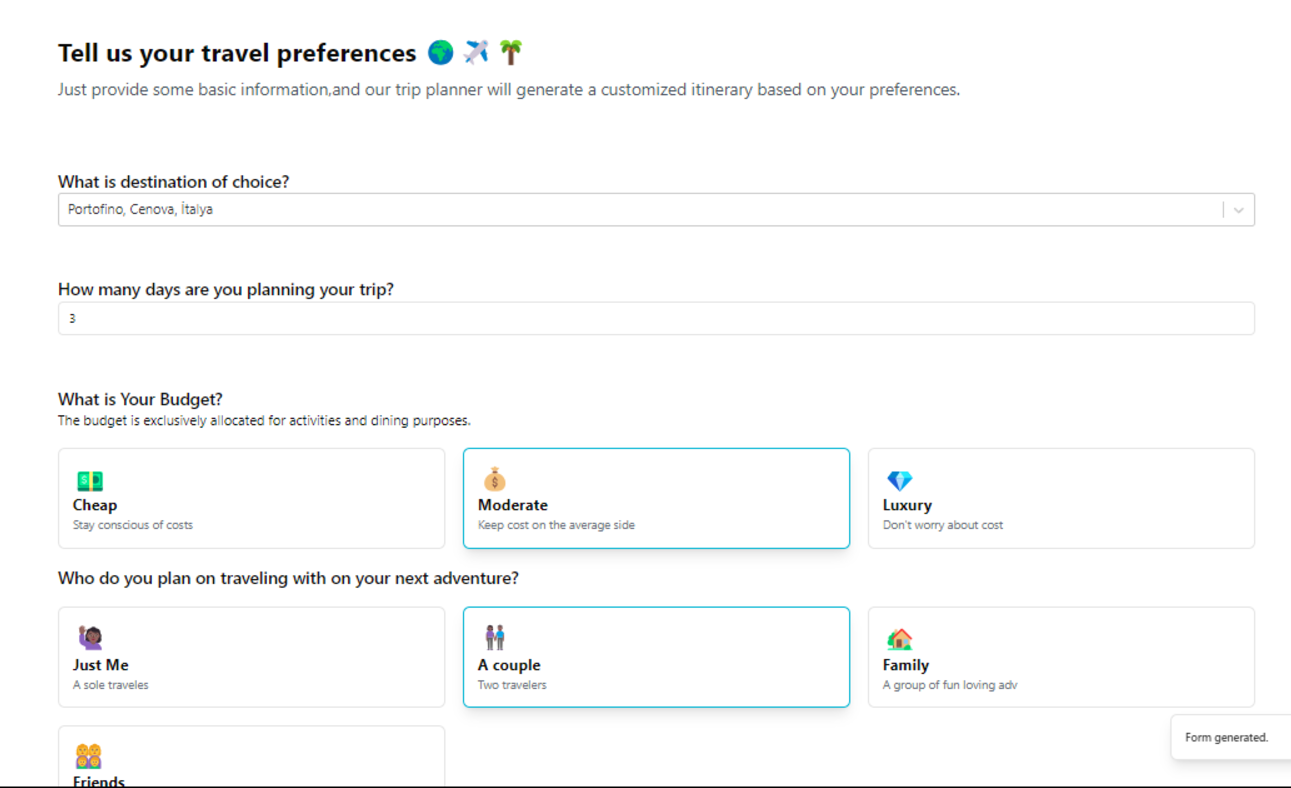 Tell us your travel preferences
Just provide some basic information,and our trip planner will generate a customized itinerary based on your preferences.
What is destination of choice?
Portofino, Cenova, İtalya
How many days are you planning your trip?
3
What is Your Budget?
The budget is exclusively allocated for activities and dining purposes.
Cheap
Stay conscious of costs
Moderate
Keep cost on the average side
Luxury
Don't worry about cost
Who do you plan on traveling with on your next adventure?
Just Me
A sole traveles
A couple
Two travelers
Family
A group of fun loving adv
Form generated.
Friends